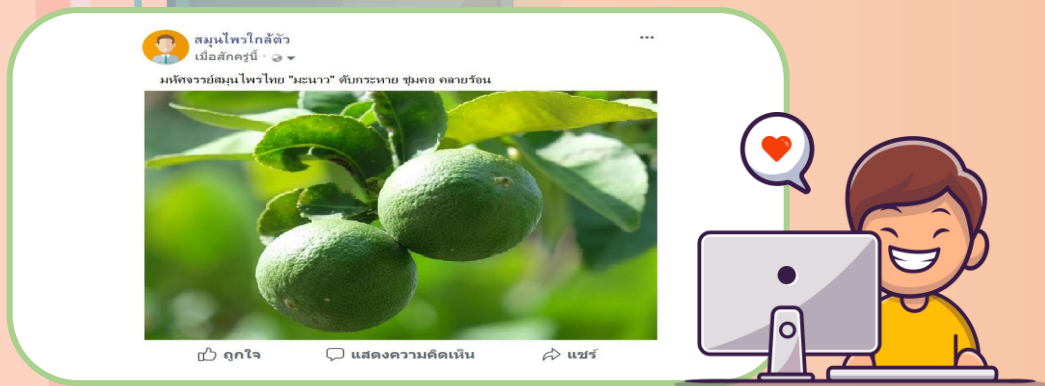 สมุนไพรใกล้ตัว
เมื่อสักครู่นี้ ·
มหัศจรรย์สมุนไพรไทย "มะนาว" ดับกระหาย ชุ่มคอ คลายร้อน
ถูกใจ แสดงความคิดเห็น แชร์